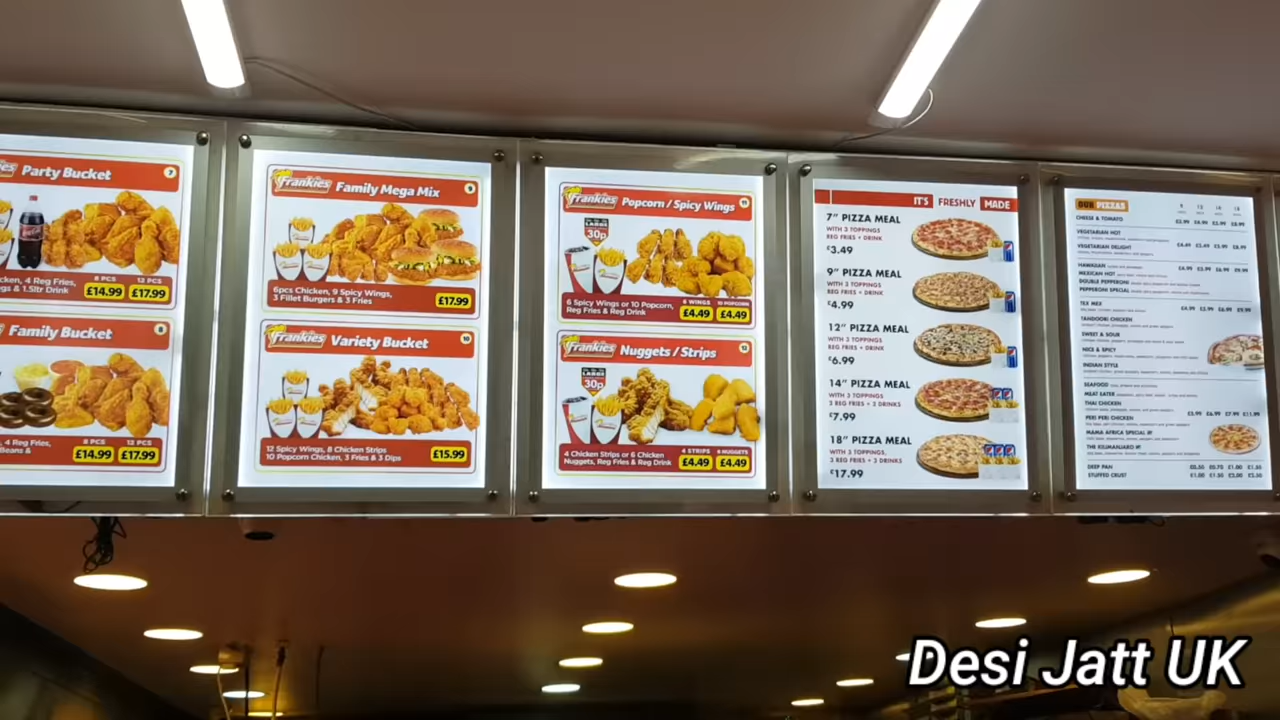 Party Bucket
7
cken, 4 Reg Fries,
gs & 1.5ltr Drink
8 PCS
£14.99
12 PCS
£17.99
Family Bucket
8
, 4 Reg Fries,
Beans &
8 PCS
£14.99
12 PCS
£17.99
Frankies Family Mega Mix
9
6pcs Chicken, 9 Spicy Wings,
3 Fillet Burgers & 3 Fries
£17.99
Frankies Variety Bucket
10
12 Spicy Wings, 8 Chicken Strips
10 Popcorn Chicken, 3 Fries & 3 Dips
£15.99
Frankies Popcorn / Spicy Wings
11
LARGE
30p
6 Spicy Wings or 10 Popcorn,
Reg Fries & Reg Drink
6 WINGS
£4.49
10 POPCORN
£4.49
Frankies Nuggets / Strips
12
LARGE
30p
4 Chicken Strips or 6 Chicken
Nuggets, Reg Fries & Reg Drink
4 STRIPS
£4.49
NUGGETS
£4.49
IT'S FRESHLY MADE
7" PIZZA MEAL
WITH 3 TOPPINGS
REG FRIES + DRINK
£3.49
9" PIZZA MEAL
WITH 3 TOPPINGS
REG FRIES + DRINK
£4.99
12" PIZZA MEAL
WITH 3 TOPPINGS
REG FRIES + DRINK
£6.99
14" PIZZA MEAL
WITH 3 TOPPINGS
2 REG FRIES + 2 DRINKS
£7.99
18" PIZZA MEAL
WITH 3 TOPPINGS,
3 REG FRIES + 3 DRINKS
£17.99
OUR PIZZAS
CHEESE & TOMATO
VEGETARIAN HOT
VEGETARIAN DELIGHT
HAWAIIAN
MEXICAN HOT
DOUBLE PEPPERONI
PEPPERONI SPECIAL
TEX MEX
TANDOORI CHICKEN
SWEET & SOUR
NICE & SPICY
INDIAN STYLE
SEAFOOD
MEAT EATER
THAI CHICKEN
PERI PERI CHICKEN
MAMA AFRICA SPECIAL
THE KILIMANJARO
DEEP PAN
STUFFED CRUST
Desi Jatt UK